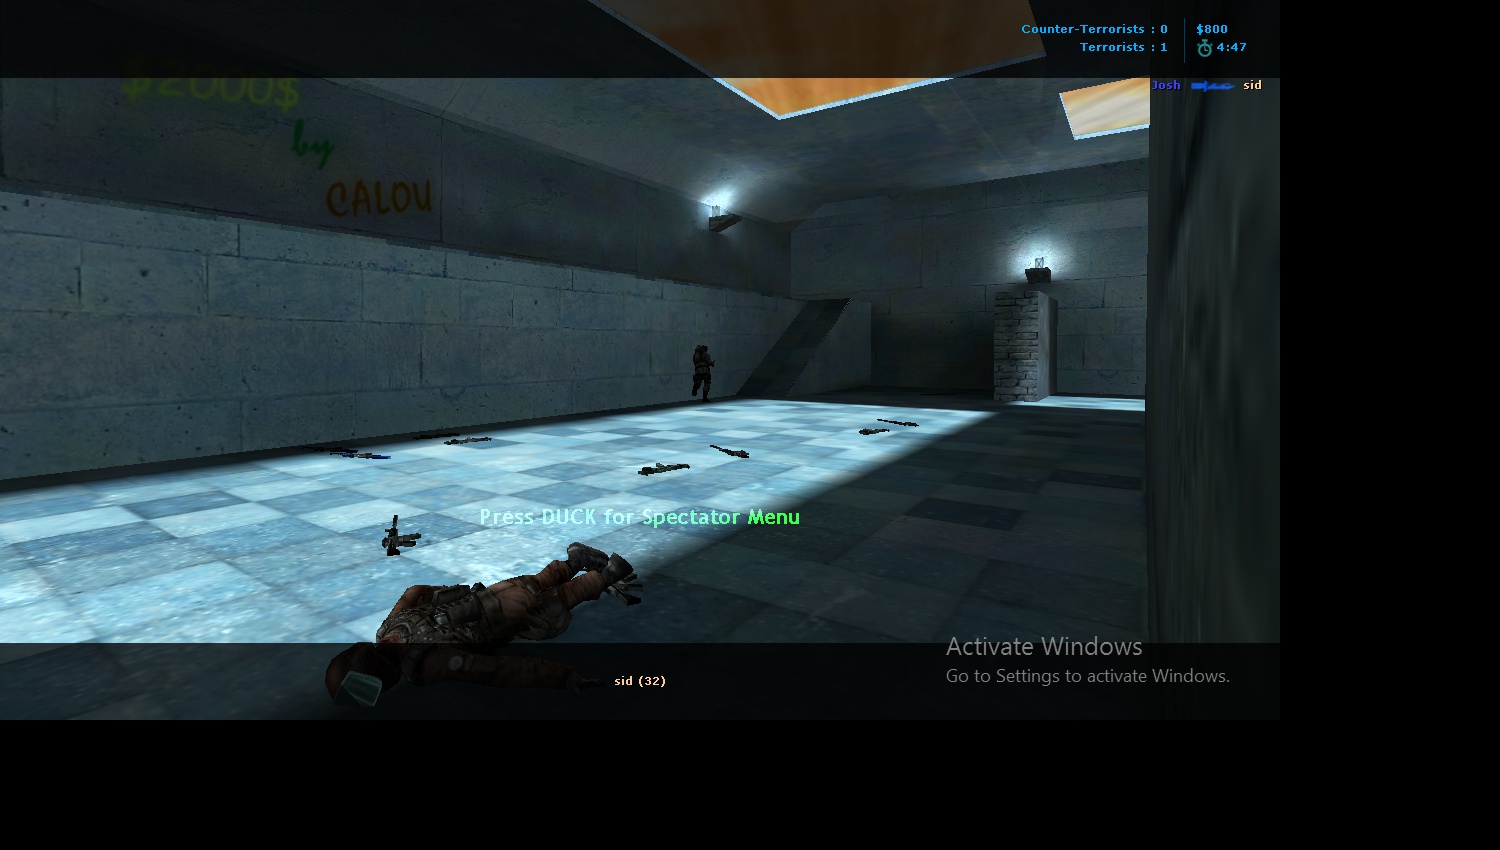 Counter-Terrorists : 0
$800
Terrorists : 1
4:47
Josh sid
$2000$
by
CALOU
Press DUCK for Spectator Menu
Activate Windows
Go to Settings to activate Windows.
sid (32)